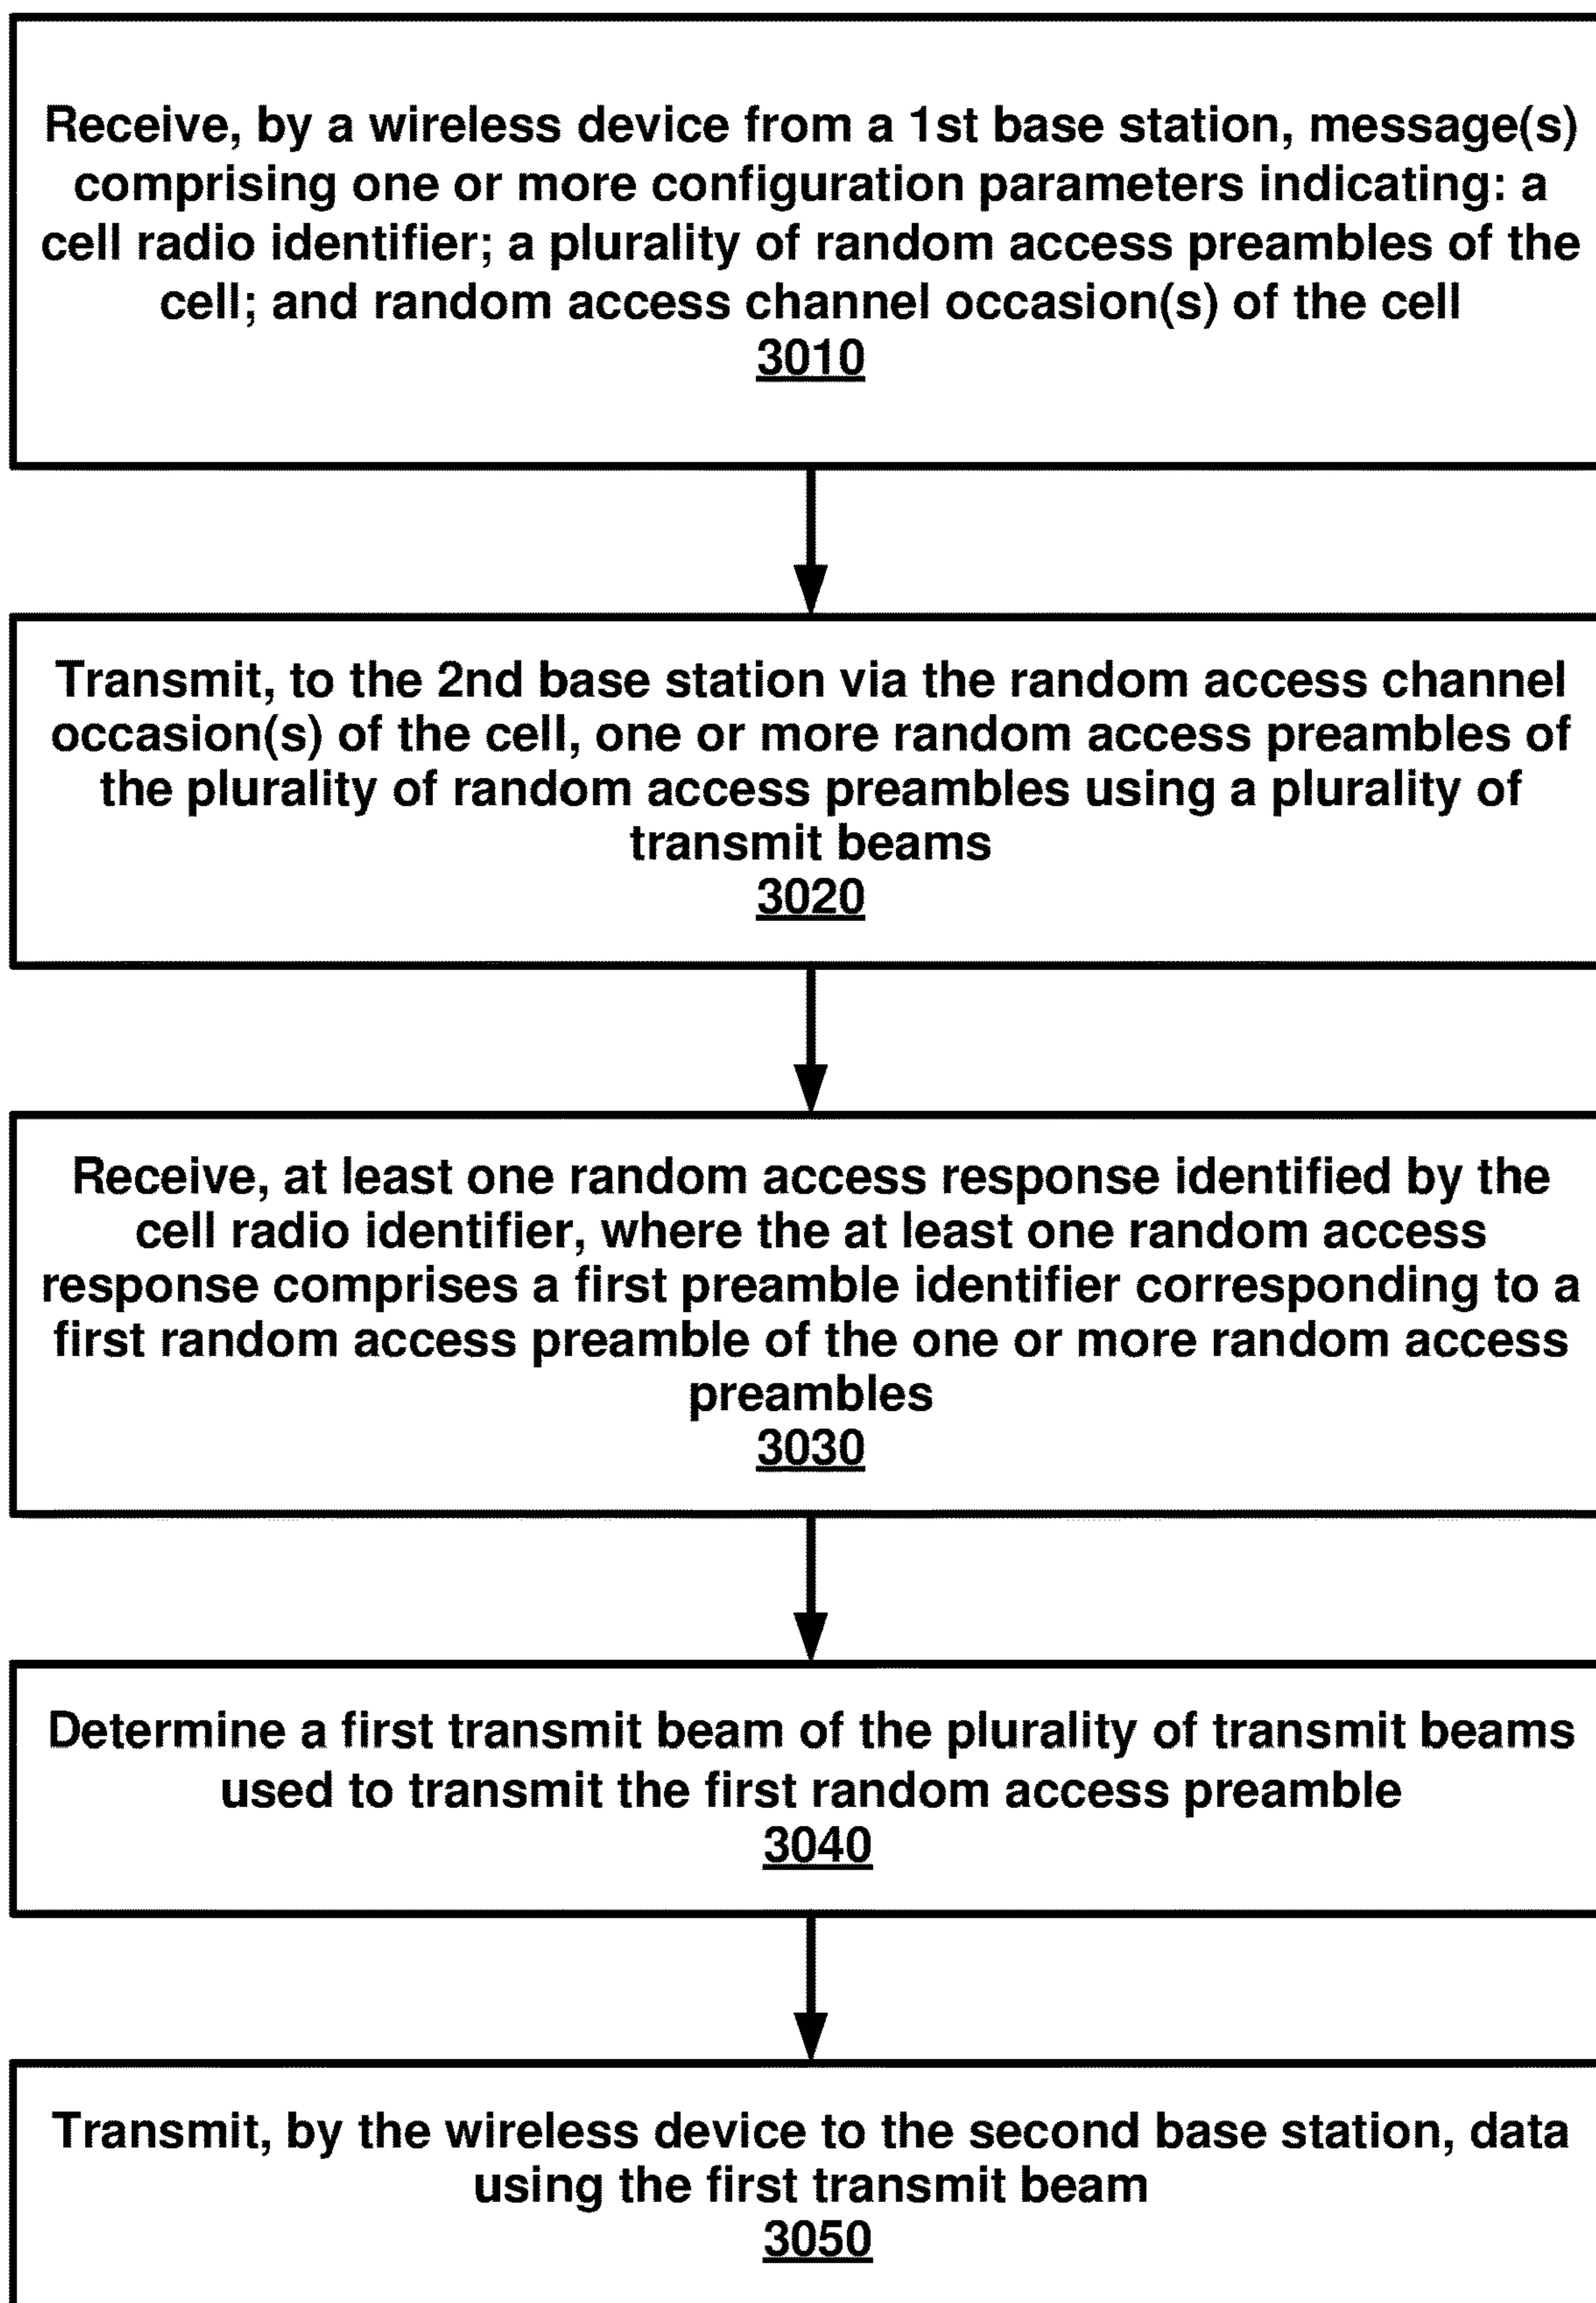 Receive, by a wireless device from a 1st base station, message(s)
comprising one or more configuration parameters indicating: a
cell radio identifier; a plurality of random access preambles of the
cell; and random access channel occasion(s) of the cell
3010
Transmit, to the 2nd base station via the random access channel
occasion(s) of the cell, one or more random access preambles of
the plurality of random access preambles using a plurality of
transmit beams
3020
Receive, at least one random access response identified by the
cell radio identifier, where the at least one random access
response comprises a first preamble identifier corresponding to a
first random access preamble of the one or more random access
preambles
3030
Determine a first transmit beam of the plurality of transmit beams
used to transmit the first random access preamble
3040
Transmit, by the wireless device to the second base station, data
using the first transmit beam
3050